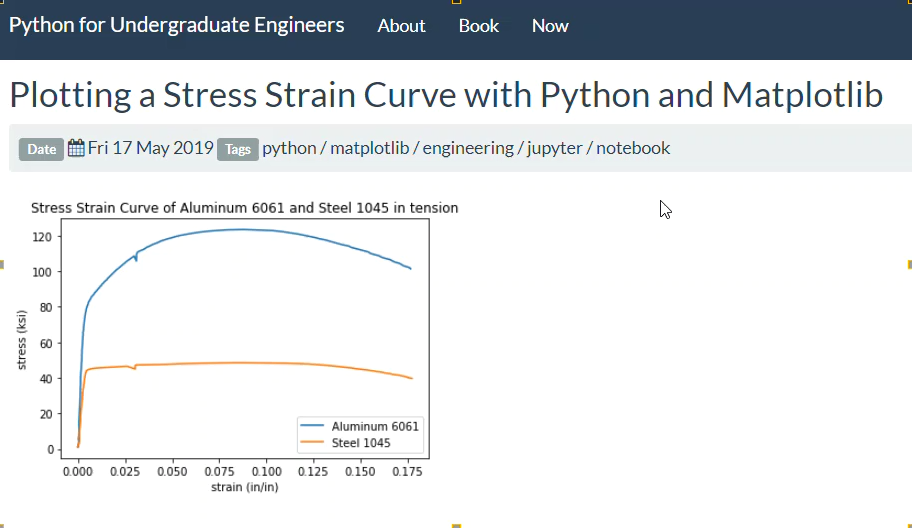 Python for Undergraduate Engineers About Book Now
Plotting a Stress Strain Curve with Python and Matplotlib
Date Fri 17 May 2019 Tags python / matplotlib / engineering / jupyter / notebook
Stress Strain Curve of Aluminum 6061 and Steel 1045 in tension
120
100
80
60
40
20
0
stress (ksi)
Aluminum 6061
Steel 1045
0.000 0.025 0.050 0.075 0.100 0.125 0.150 0.175
strain (in/in)